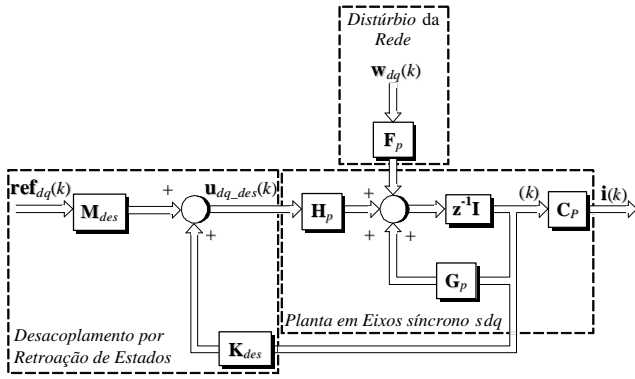 Distúrbio da
Rede
w_dq(k)
F_p
ref_dq(k)
M_des
+
+
u_dq_des(k)
H_p
+
+
+
z^-1 I
(k)
C_P
i(k)
G_p
Planta em Eixos síncrono s dq
Desacoplamento por
Retroação de Estados
K_des